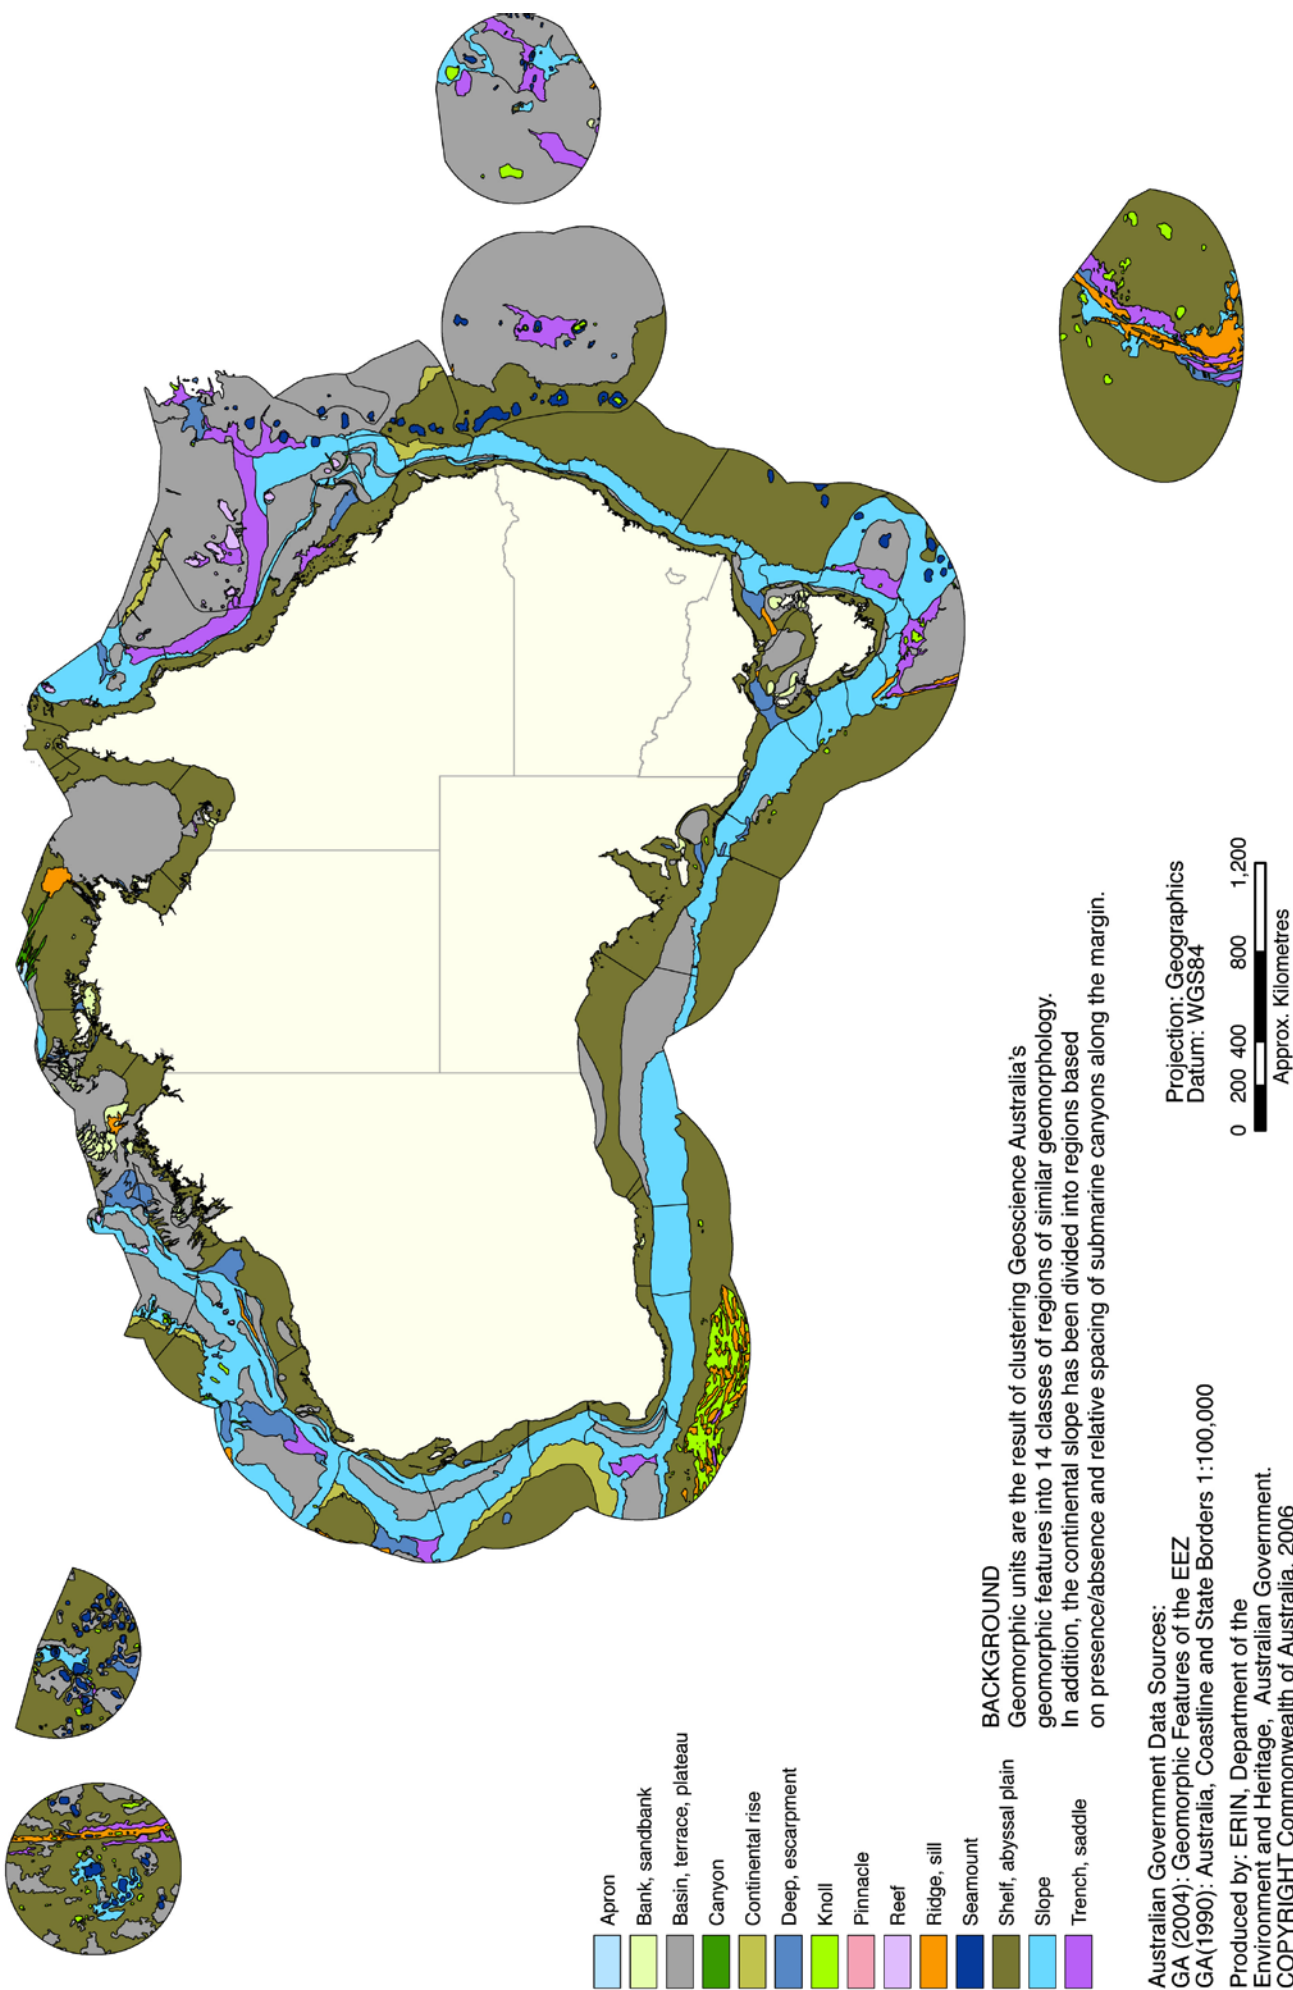 Apron
Bank, sandbank
Basin, terrace, plateau
Canyon
Continental rise
Deep, escarpment
Knoll
Pinnacle
Reef
Ridge, sill
Seamount
Shelf, abyssal plain
Slope
Trench, saddle
BACKGROUND
Geomorphic units are the result of clustering Geoscience Australia's
geomorphic features into 14 classes of regions of similar geomorphology.
In addition, the continental slope has been divided into regions based
on presence/absence and relative spacing of submarine canyons along the margin.
Australian Government Data Sources:
GA (2004): Geomorphic Features of the EEZ
GA(1990): Australia, Coastline and State Borders 1:100,000
Produced by: ERIN, Department of the
Environment and Heritage, Australian Government.
COPYRIGHT Commonwealth of Australia, 2006
Projection: Geographics
Datum: WGS84
0 200 400 800 1,200
Approx. Kilometres